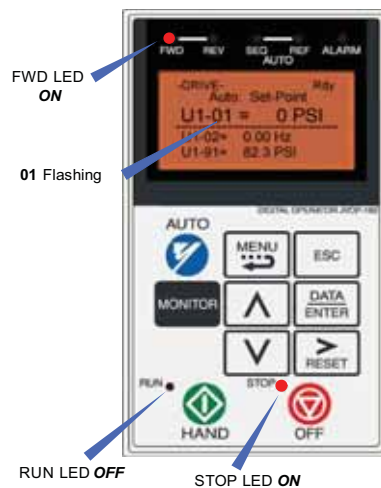 FWD REV SEQ REF ALARM
AUTO
FWD LED
ON
-DRIVE- Rdy
Auto: Set-Point
U1-01 = 0 PSI
U1-02= 0.00 Hz
U1-91= 82.3 PSI
01 Flashing
DIGITAL OPERATOR JVOP-182
AUTO
MENU
ESC
MONITOR
DATA
ENTER
>
RESET
RUN STOP
HAND OFF
RUN LED OFF
STOP LED ON